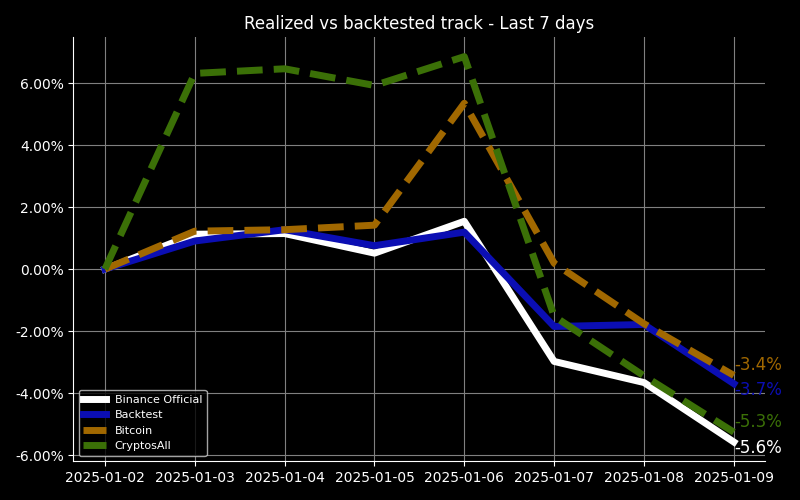 Realized vs backtested track - Last 7 days
6.00%
4.00%
2.00%
0.00%
-2.00%
-4.00%
-6.00%
-3.4%
-3.7%
-5.3%
-5.6%
Binance Official
Backtest
Bitcoin
CryptosAll
2025-01-02 2025-01-03 2025-01-04 2025-01-05 2025-01-06 2025-01-07 2025-01-08 2025-01-09